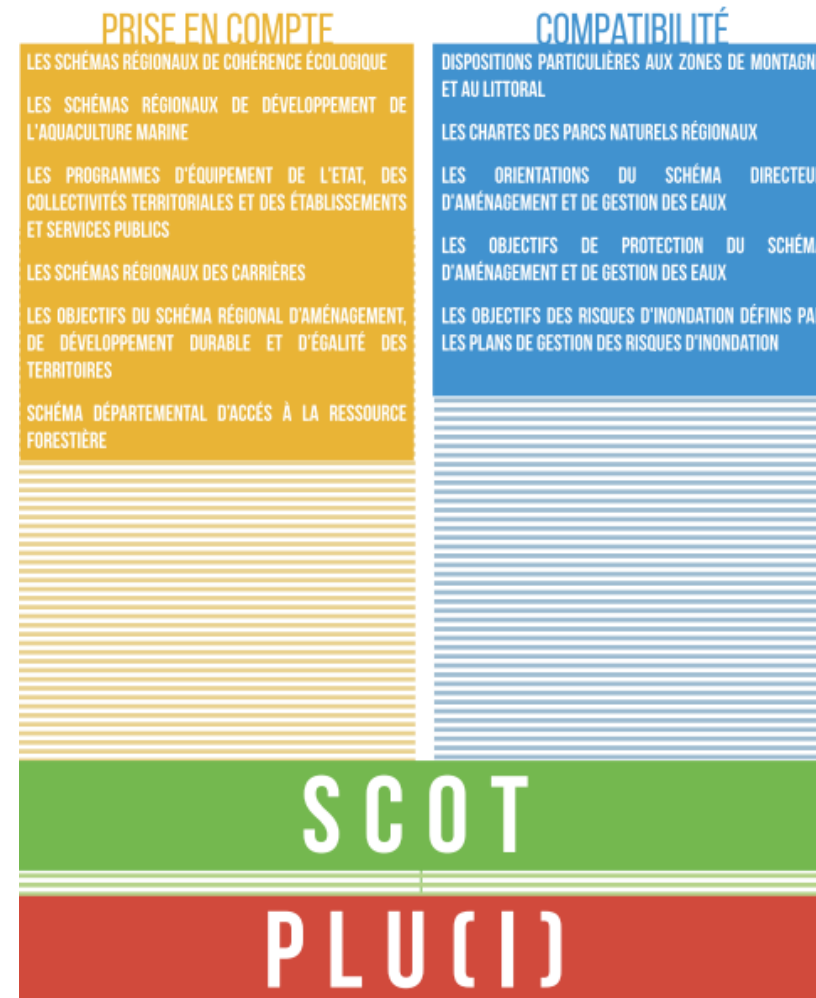 PRISE EN COMPTE
LES SCHÉMAS RÉGIONAUX DE COHÉRENCE ÉCOLOGIQUE
LES SCHÉMAS RÉGIONAUX DE DÉVELOPPEMENT DE
L'AQUACULTURE MARINE
LES PROGRAMMES D'ÉQUIPEMENT DE L'ETAT, DES
COLLECTIVITÉS TERRITORIALES ET DES ÉTABLISSEMENTS
ET SERVICES PUBLICS
LES SCHÉMAS RÉGIONAUX DES CARRIÈRES
LES OBJECTIFS DU SCHÉMA RÉGIONAL D'AMÉNAGEMENT,
DE DÉVELOPPEMENT DURABLE ET D'ÉGALITÉ DES
TERRITOIRES
SCHÉMA DÉPARTEMENTAL D'ACCÉS À LA RESSOURCE
FORESTIÈRE
COMPATIBILITÉ
DISPOSITIONS PARTICULIÈRES AUX ZONES DE MONTAGN
ET AU LITTORAL
LES CHARTES DES PARCS NATURELS RÉGIONAUX
LES ORIENTATIONS DU SCHÉMA DIRECTEU
D'AMÉNAGEMENT ET DE GESTION DES EAUX
LES OBJECTIFS DE PROTECTION DU SCHÉMA
D'AMÉNAGEMENT ET DE GESTION DES EAUX
LES OBJECTIFS DES RISQUES D'INONDATION DÉFINIS PA
LES PLANS DE GESTION DES RISQUES D'INONDATION
SCOT
PLU(I)